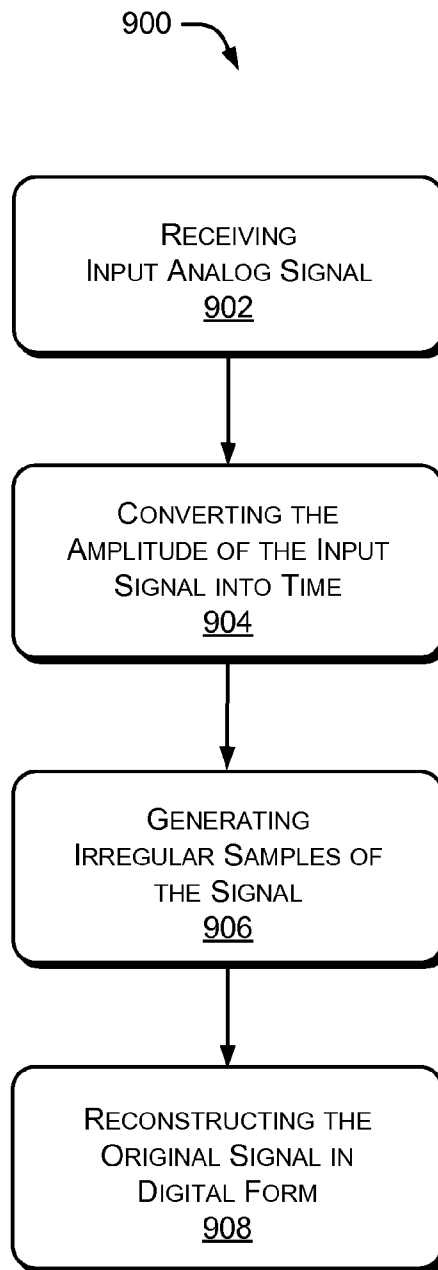 900
RECEIVING
INPUT ANALOG SIGNAL
902
CONVERTING THE
AMPLITUDE OF THE INPUT
SIGNAL INTO TIME
904
GENERATING
IRREGULAR SAMPLES OF
THE SIGNAL
906
RECONSTRUCTING THE
ORIGINAL SIGNAL IN
DIGITAL FORM
908